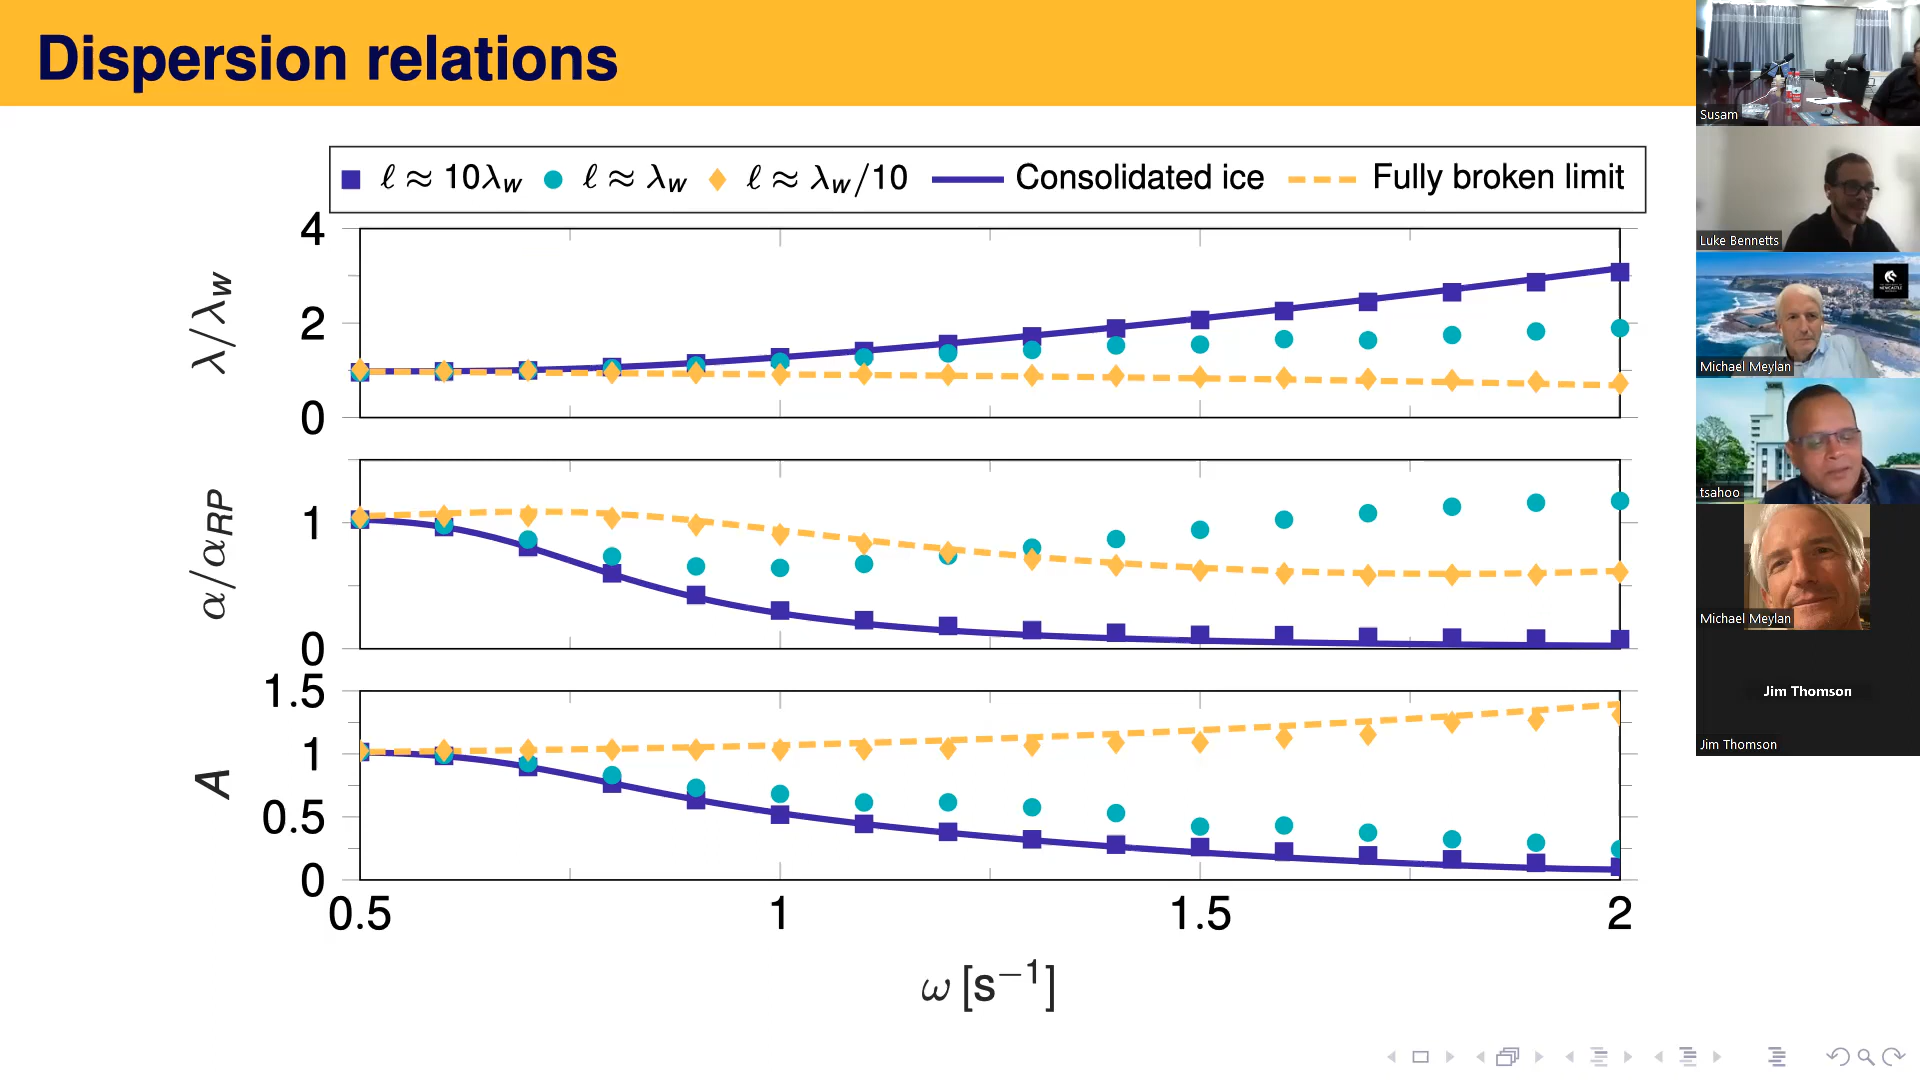 Dispersion relations
ℓ ≈ 10λw ℓ ≈ λw ℓ ≈ λw/10 Consolidated ice Fully broken limit
4
2
0
λ/λw
1
0
α/αRP
1.5
1
0.5
0
A
0.5 1 1.5 2
ω [s⁻¹]
Susam
Luke Bennetts
Michael Meylan
tsahoo
Michael Meylan
Jim Thomson
Jim Thomson